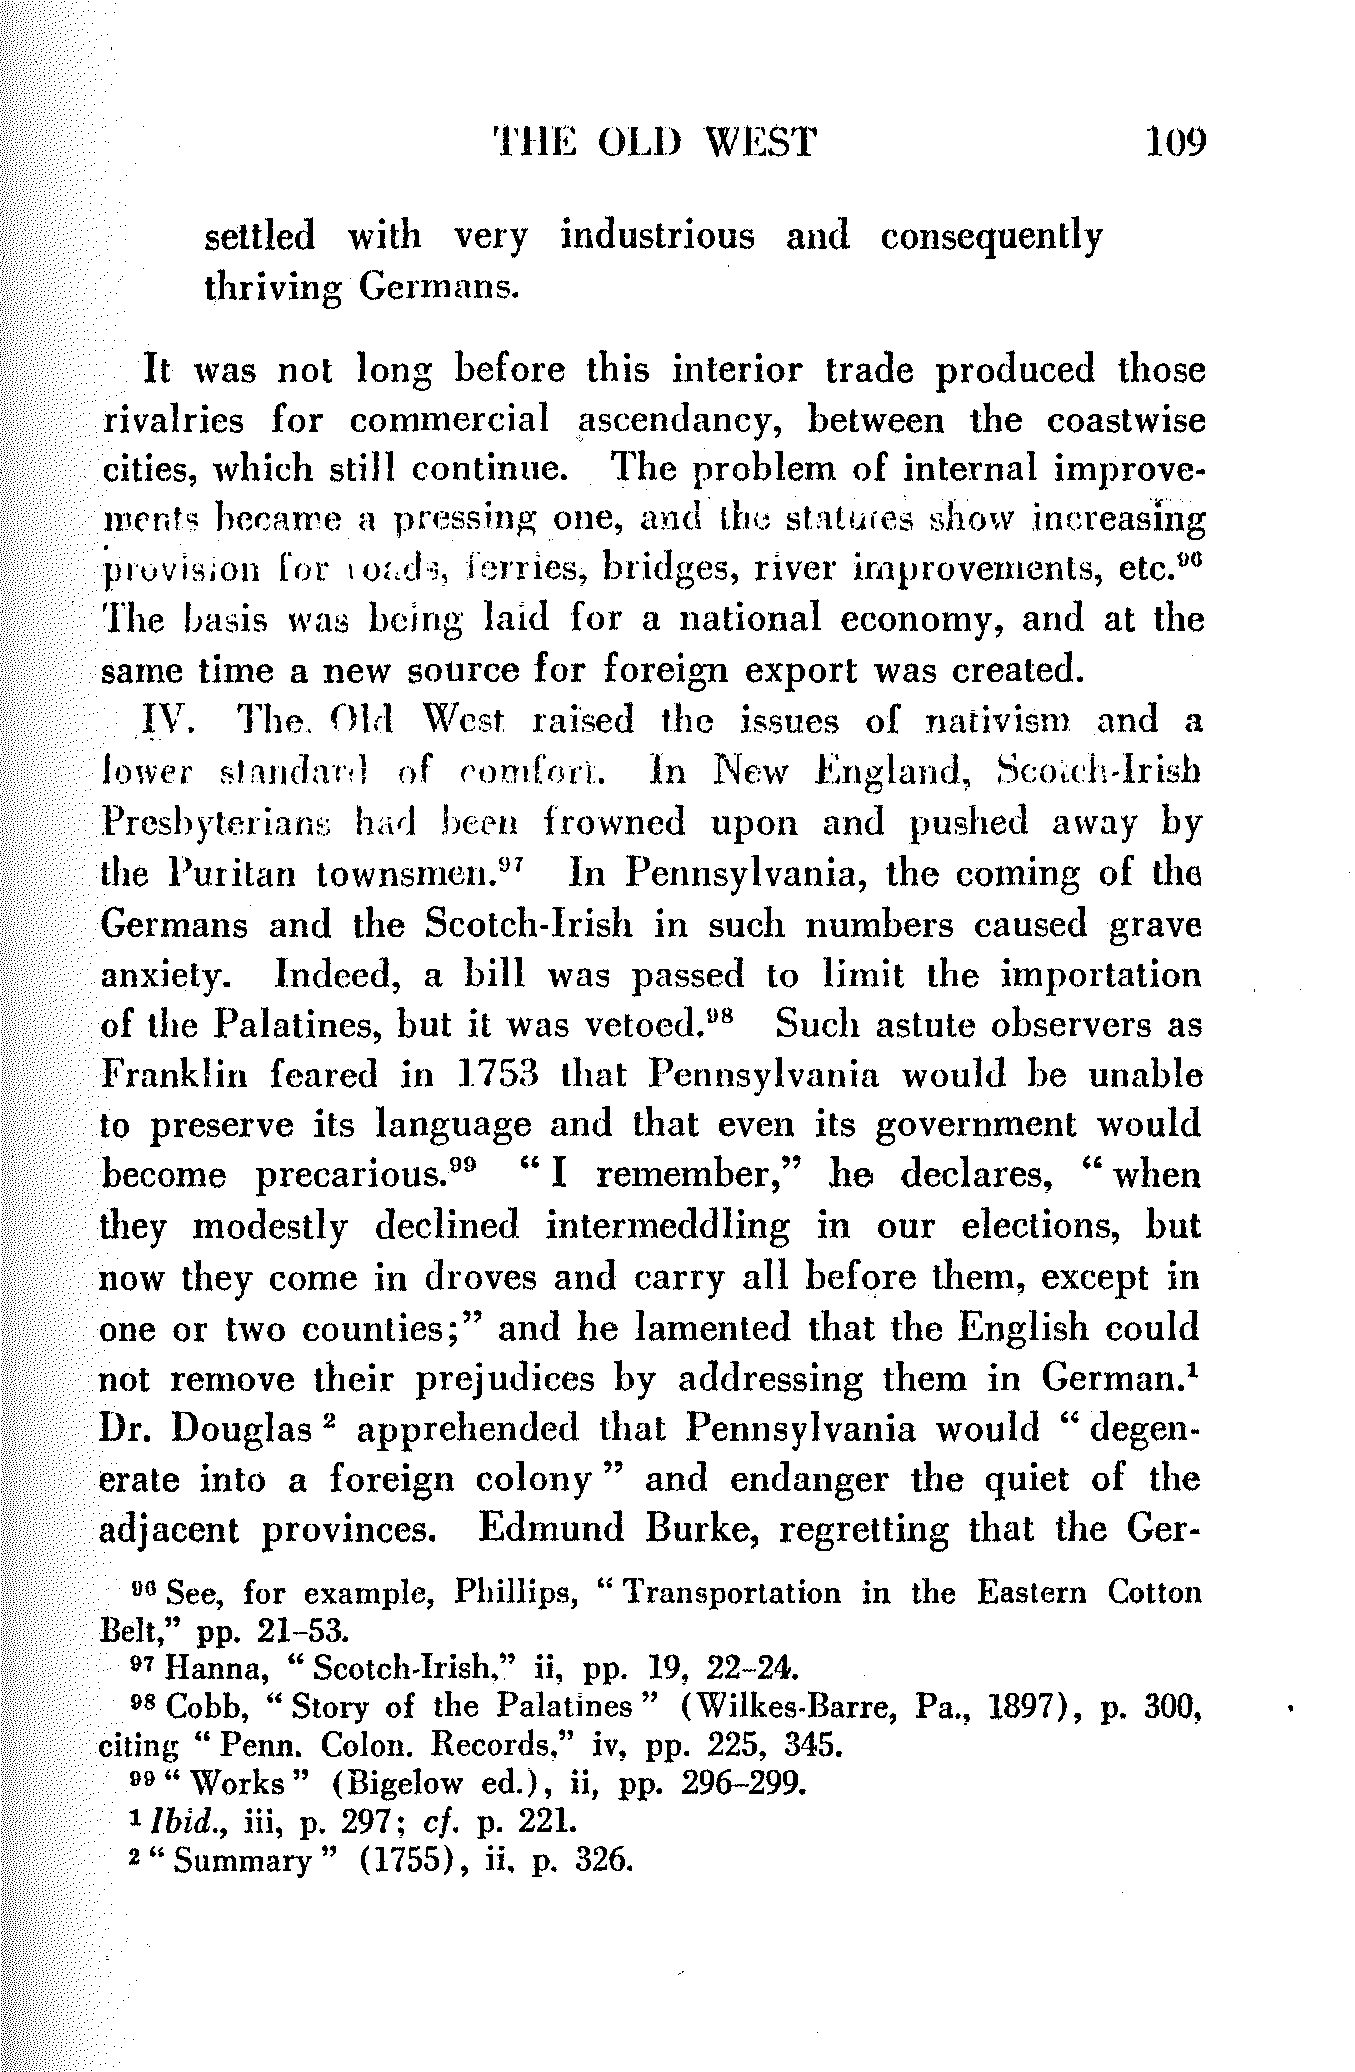 THE OLD WEST 109
settled with very industrious and consequently
thriving Germans.
It was not long before this interior trade produced those
rivalries for commercial ascendancy, between the coastwise
cities, which still continue. The problem of internal improve-
ments became a pressing one, and the statutes show increasing
provision for roads, ferries, bridges, river improvements, etc.⁹⁶
The basis was being laid for a national economy, and at the
same time a new source for foreign export was created.
IV. The Old West raised the issues of nativism and a
lower standard of comfort. In New England, Scotch-Irish
Presbyterians had been frowned upon and pushed away by
the Puritan townsmen.⁹⁷ In Pennsylvania, the coming of the
Germans and the Scotch-Irish in such numbers caused grave
anxiety. Indeed, a bill was passed to limit the importation
of the Palatines, but it was vetoed.⁹⁸ Such astute observers as
Franklin feared in 1753 that Pennsylvania would be unable
to preserve its language and that even its government would
become precarious.⁹⁹ " I remember," he declares, " when
they modestly declined intermeddling in our elections, but
now they come in droves and carry all before them, except in
one or two counties;" and he lamented that the English could
not remove their prejudices by addressing them in German.¹
Dr. Douglas ² apprehended that Pennsylvania would " degen-
erate into a foreign colony " and endanger the quiet of the
adjacent provinces. Edmund Burke, regretting that the Ger-
⁹⁶ See, for example, Phillips, " Transportation in the Eastern Cotton
Belt," pp. 21–53.
⁹⁷ Hanna, " Scotch-Irish," ii, pp. 19, 22–24.
⁹⁸ Cobb, " Story of the Palatines " (Wilkes-Barre, Pa., 1897), p. 300,
citing " Penn. Colon. Records," iv, pp. 225, 345.
⁹⁹ " Works " (Bigelow ed.), ii, pp. 296–299.
¹ Ibid., iii, p. 297; cf. p. 221.
² " Summary " (1755), ii, p. 326.